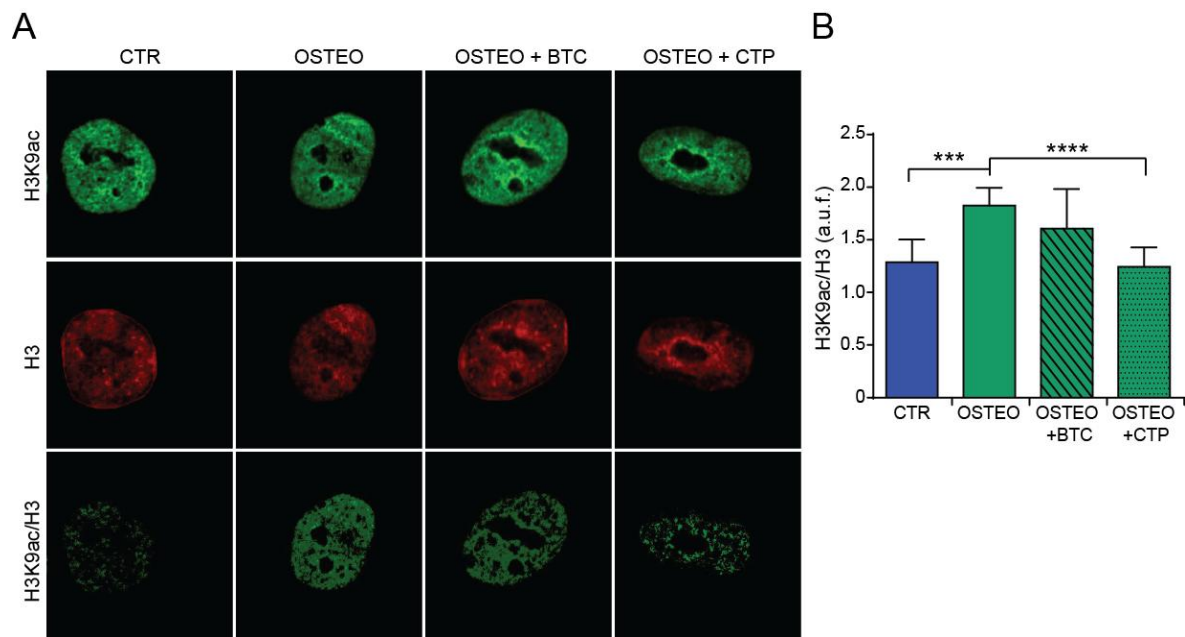 A
CTR
OSTEO
OSTEO + BTC
OSTEO + CTP
H3K9ac
H3
H3K9ac/H3
B
H3K9ac/H3 (a.u.f.)
2.5
2.0
1.5
1.0
0.5
0
***
****
CTR
OSTEO
OSTEO
+BTC
OSTEO
+CTP